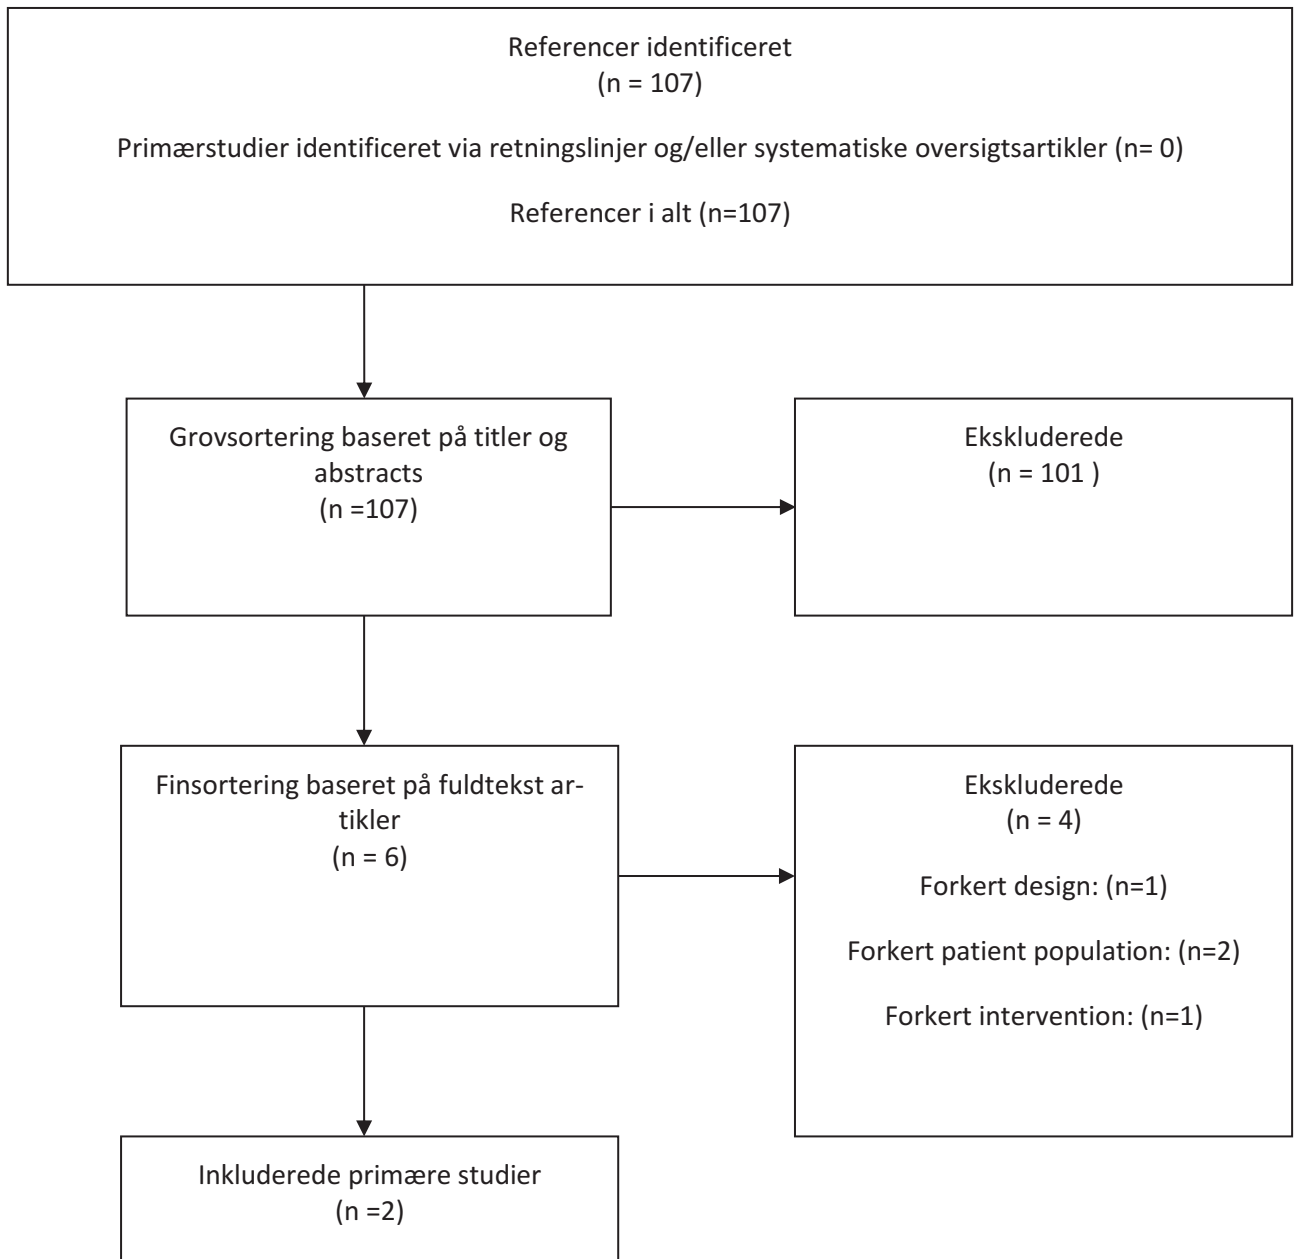 Referencer identificeret
(n = 107)
Primærstudier identificeret via retningslinjer og/eller systematiske oversigtsartikler (n= 0)
Referencer i alt (n=107)
Grovsortering baseret på titler og
abstracts
(n =107)
Ekskluderede
(n = 101 )
Finsortering baseret på fuldtekst ar-
tikler
(n = 6)
Ekskluderede
(n = 4)
Forkert design: (n=1)
Forkert patient population: (n=2)
Forkert intervention: (n=1)
Inkluderede primære studier
(n =2)